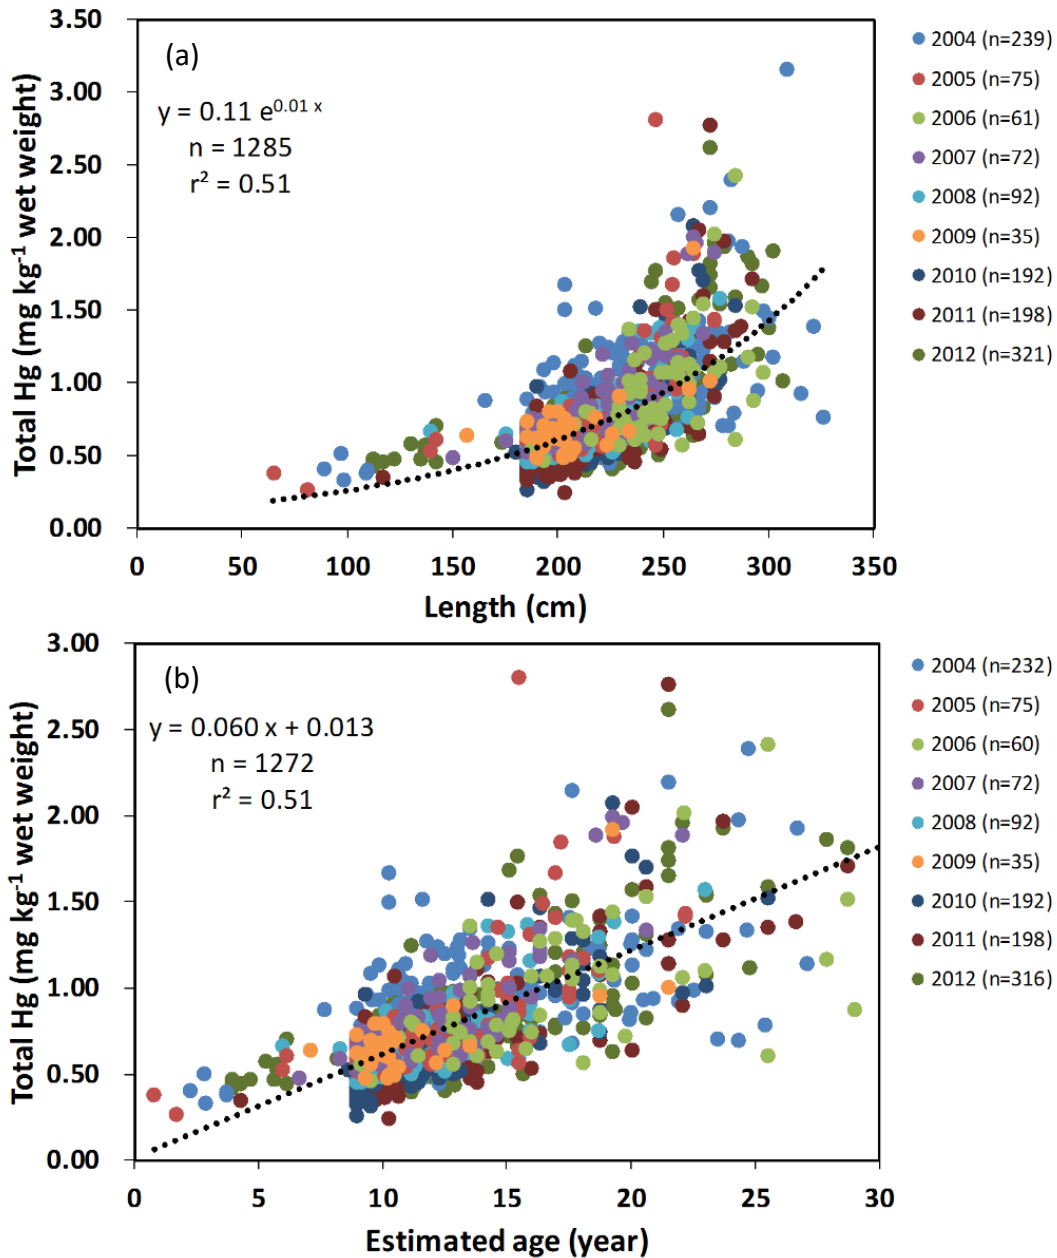 3.50
3.00
2.50
2.00
1.50
1.00
0.50
0.00
Total Hg (mg kg⁻¹ wet weight)
(a)
y = 0.11 e^0.01 x
n = 1285
r² = 0.51
0 50 100 150 200 250 300 350
Length (cm)
2004 (n=239)
2005 (n=75)
2006 (n=61)
2007 (n=72)
2008 (n=92)
2009 (n=35)
2010 (n=192)
2011 (n=198)
2012 (n=321)
3.00
2.50
2.00
1.50
1.00
0.50
0.00
Total Hg (mg kg⁻¹ wet weight)
(b)
y = 0.060 x + 0.013
n = 1272
r² = 0.51
0 5 10 15 20 25 30
Estimated age (year)
2004 (n=232)
2005 (n=75)
2006 (n=60)
2007 (n=72)
2008 (n=92)
2009 (n=35)
2010 (n=192)
2011 (n=198)
2012 (n=316)